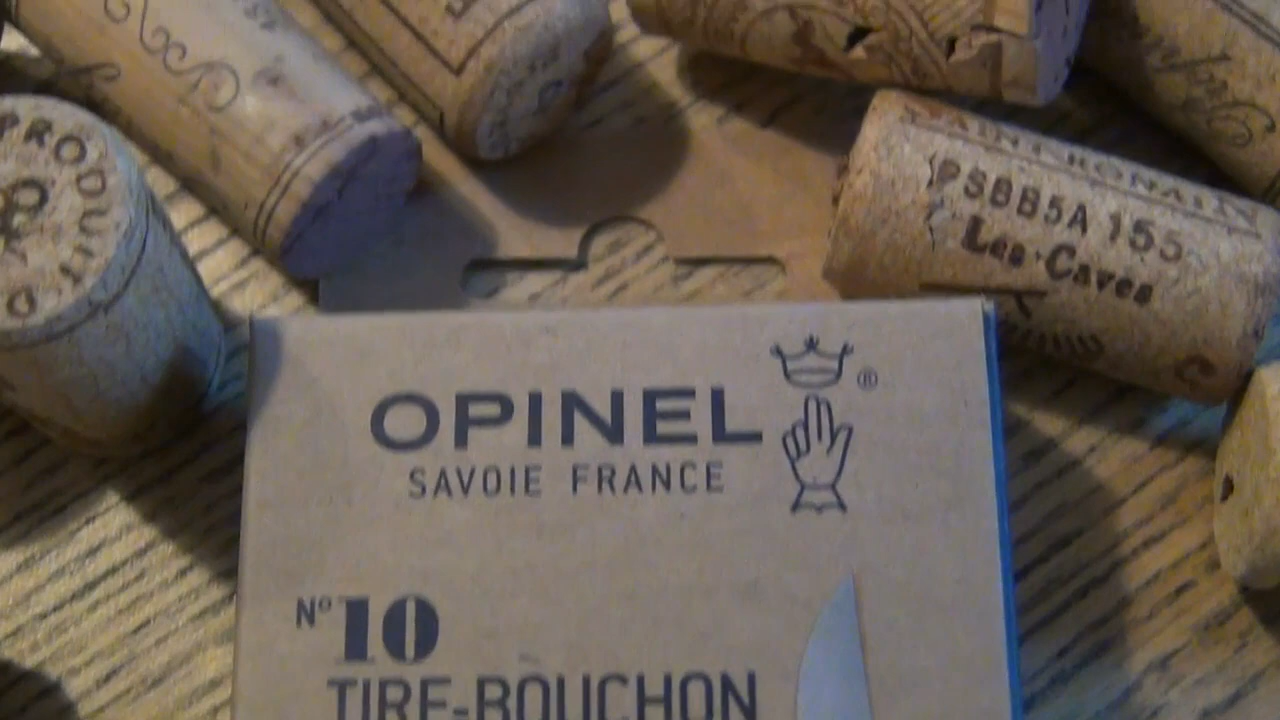 PRODUIT
PSBB5A 155
Les Caves
OPINEL
®
SAVOIE FRANCE
N° 10
TIRE-BOUCHON